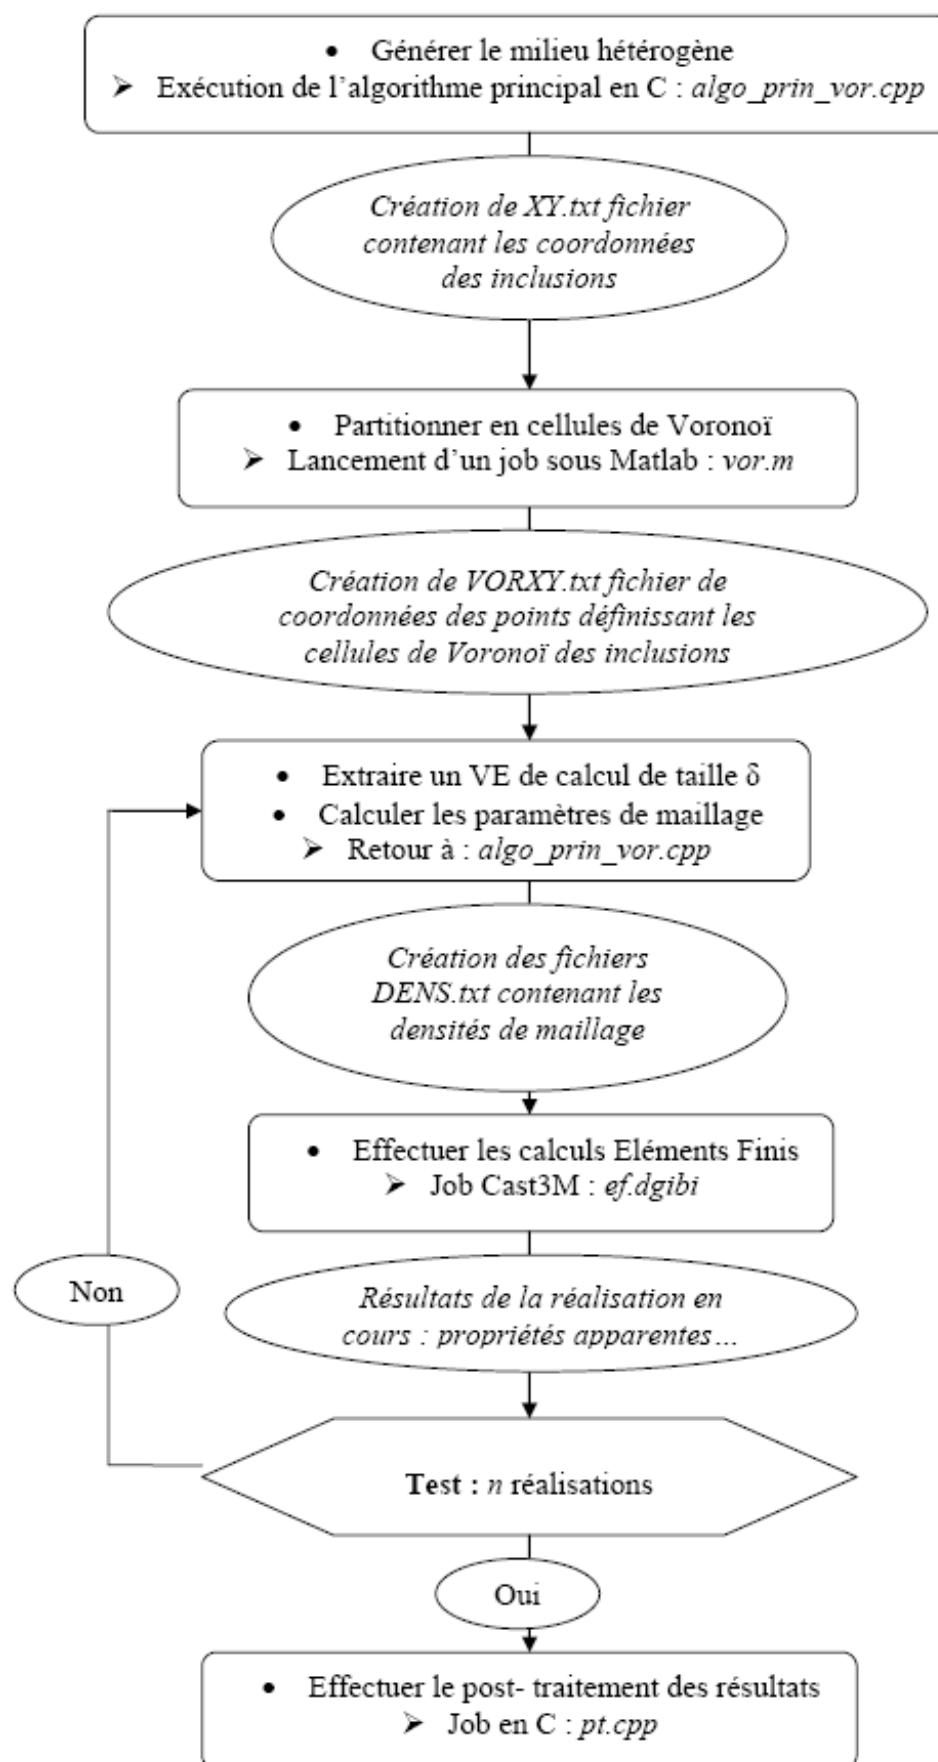 • Générer le milieu hétérogène
➢ Exécution de l'algorithme principal en C : algo_prin_vor.cpp
Création de XY.txt fichier
contenant les coordonnées
des inclusions
• Partitionner en cellules de Voronoï
➢ Lancement d'un job sous Matlab : vor.m
Création de VORXY.txt fichier de
coordonnées des points définissant les
cellules de Voronoï des inclusions
• Extraire un VE de calcul de taille δ
• Calculer les paramètres de maillage
➢ Retour à : algo_prin_vor.cpp
Création des fichiers
DENS.txt contenant les
densités de maillage
• Effectuer les calculs Eléments Finis
➢ Job Cast3M : ef.dgibi
Non
Résultats de la réalisation en
cours : propriétés apparentes…
Test : n réalisations
Oui
• Effectuer le post- traitement des résultats
➢ Job en C : pt.cpp